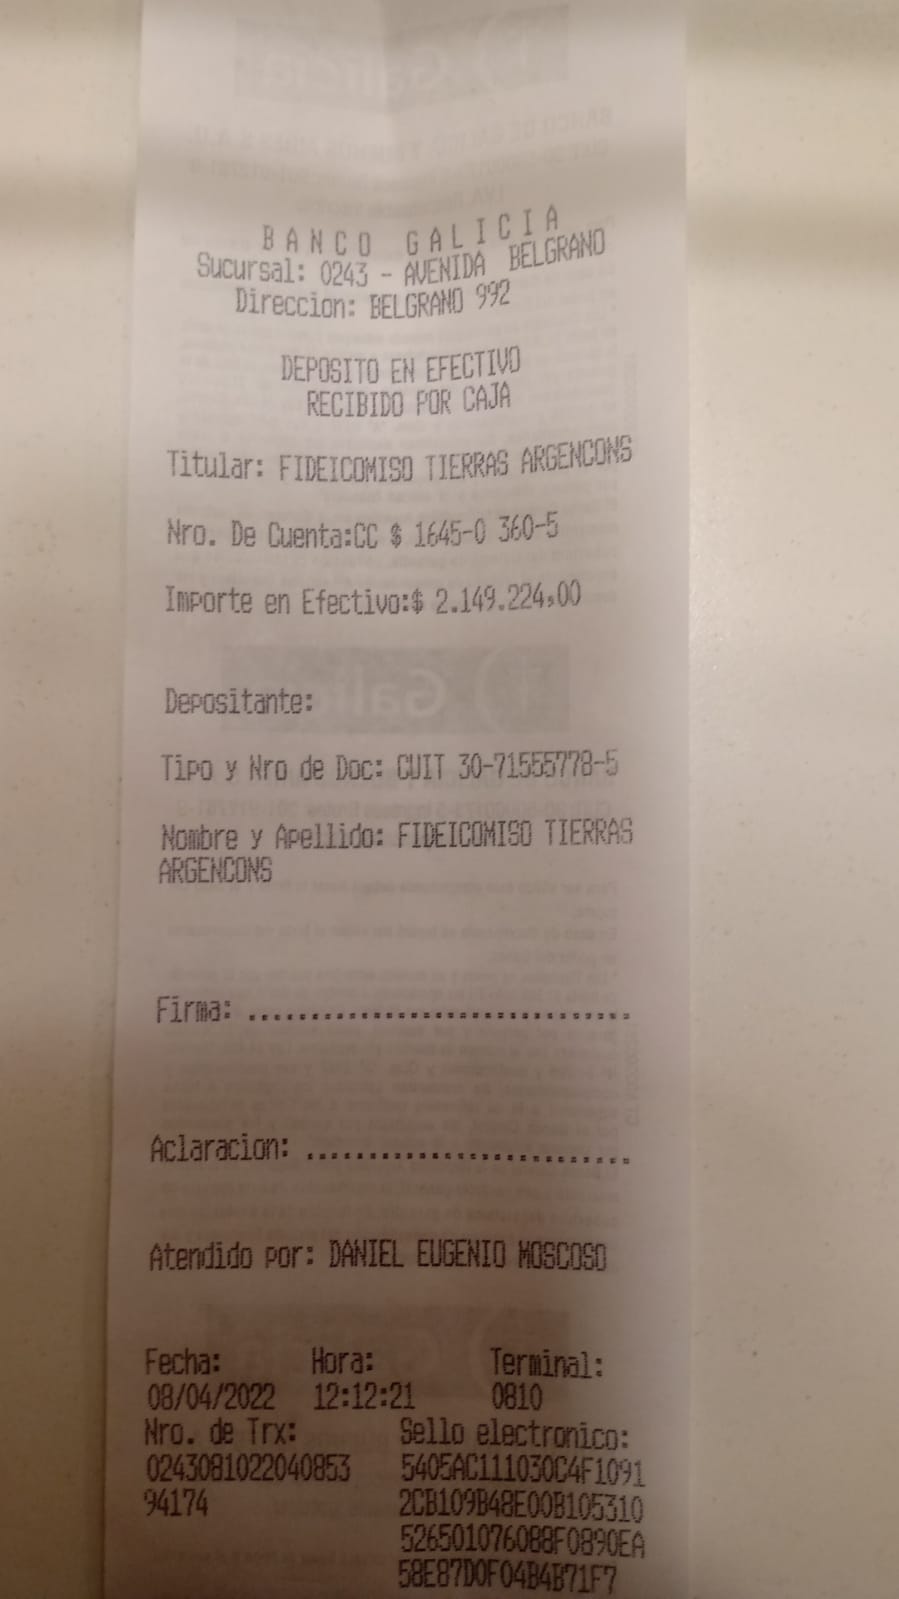 BANCO GALICIA
Sucursal: 0243 - AVENIDA BELGRANO
Direccion: BELGRANO 992
DEPOSITO EN EFECTIVO
RECIBIDO POR CAJA
Titular: FIDEICOMISO TIERRAS ARGENCONS
Nro. De Cuenta:CC $ 1645-0 360-5
Importe en Efectivo:$ 2.149.224,00
Depositante:
Tipo y Nro de Doc: CUIT 30-71555778-5
Nombre y Apellido: FIDEICOMISO TIERRAS
ARGENCONS
Firma: ..............................
Aclaracion: .........................
Atendido por: DANIEL EUGENIO MOSCOSO
Fecha: Hora: Terminal:
08/04/2022 12:12:21 0810
Nro. de Trx: Sello electronico:
0243081022040853 5405AC111030C4F1091
94174 2CB109B48E00B105310
526501076088F0890EA
58E87D0F04B4B71F7